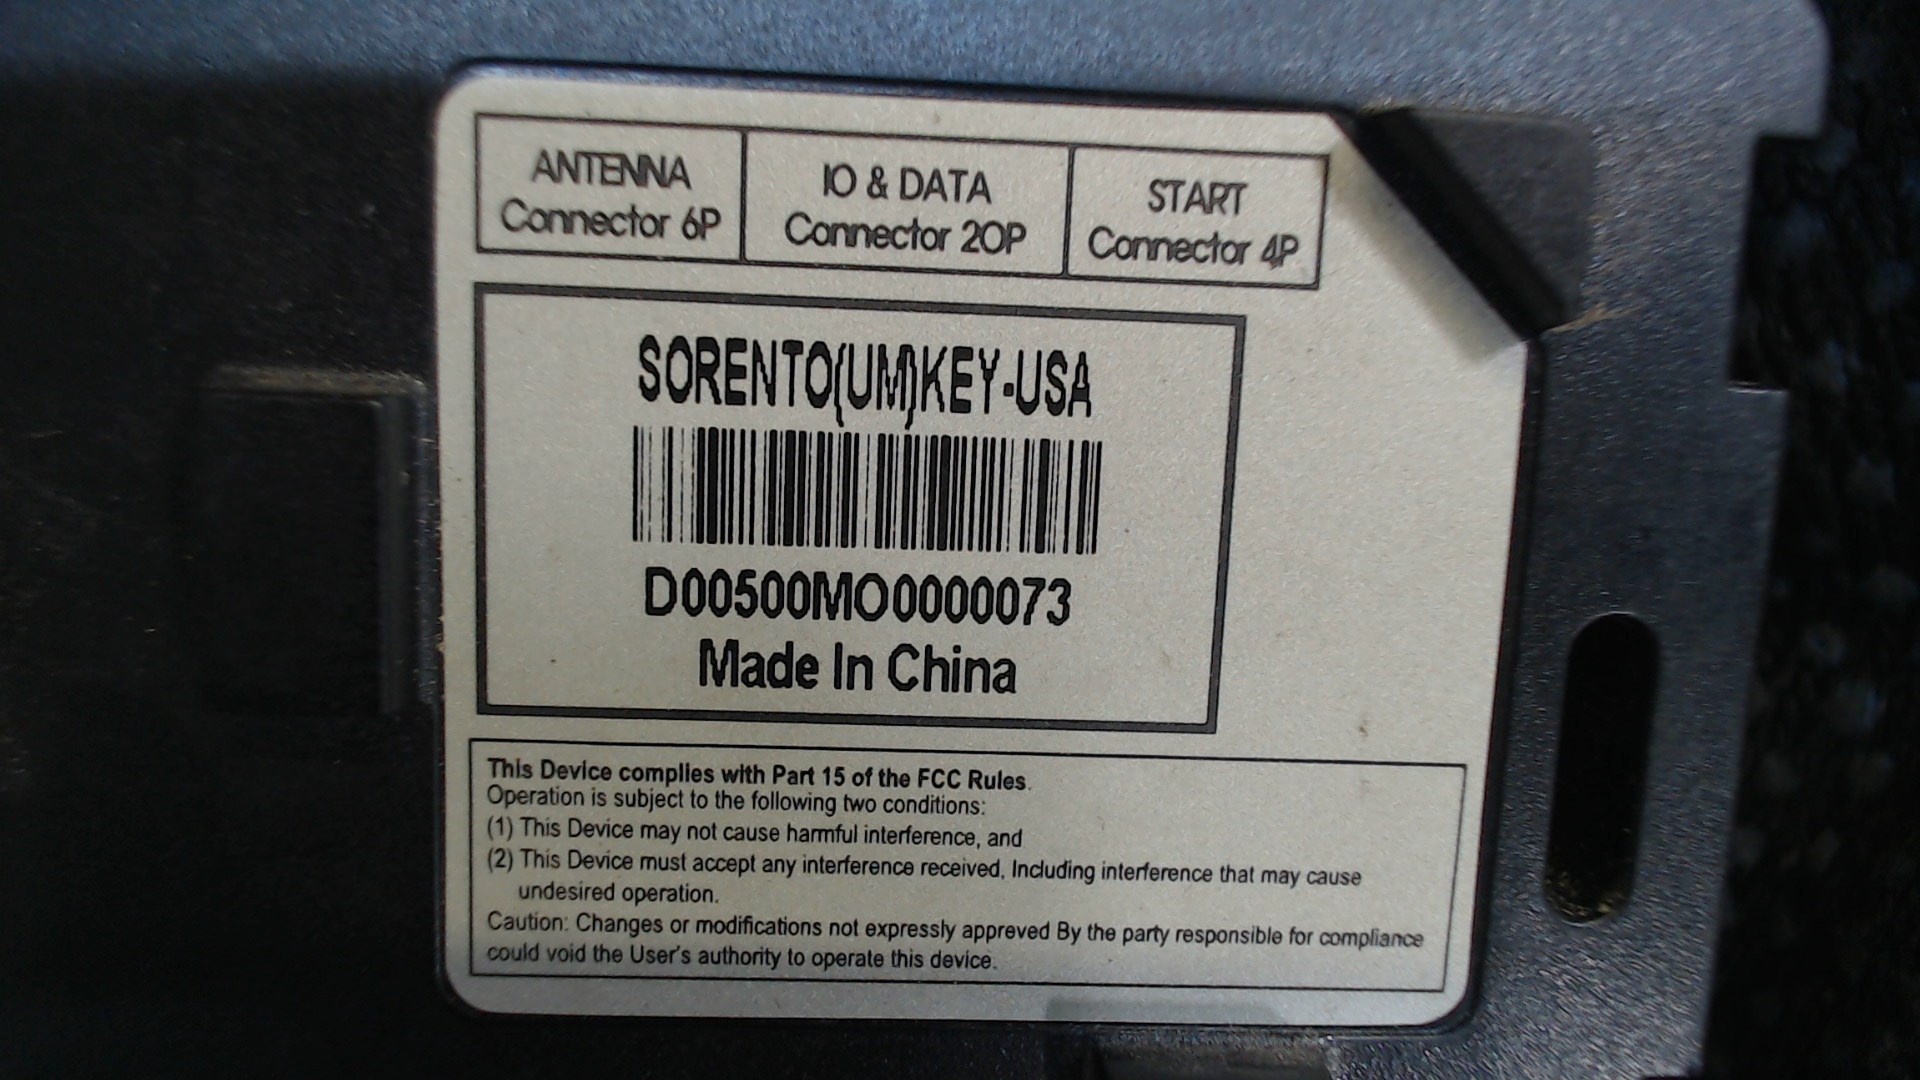 ANTENNA
Connector 6P
IO & DATA
Connector 20P
START
Connector 4P
SORENTO(UM)KEY-USA
D00500MO0000073
Made In China
This Device complies with Part 15 of the FCC Rules.
Operation is subject to the following two conditions:
(1) This Device may not cause harmful interference, and
(2) This Device must accept any interference received, Including interference that may cause
undesired operation.
Caution: Changes or modifications not expressly appreved By the party responsible for compliance
could void the User's authority to operate this device.